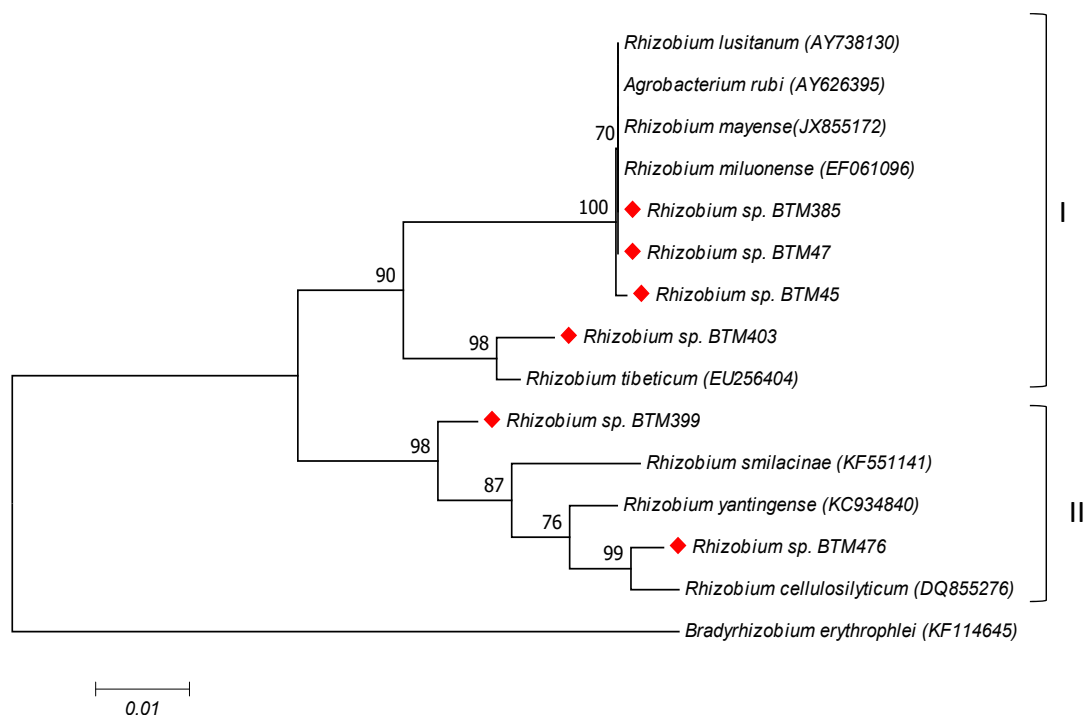 Rhizobium lusitanum (AY738130)
Agrobacterium rubi (AY626395)
Rhizobium mayense(JX855172)
70
Rhizobium miluonense (EF061096)
100
Rhizobium sp. BTM385
I
Rhizobium sp. BTM47
90
Rhizobium sp. BTM45
98
Rhizobium sp. BTM403
Rhizobium tibeticum (EU256404)
Rhizobium sp. BTM399
98
Rhizobium smilacinae (KF551141)
87
Rhizobium yantingense (KC934840)
II
76
Rhizobium sp. BTM476
99
Rhizobium cellulosilyticum (DQ855276)
Bradyrhizobium erythrophlei (KF114645)
0.01